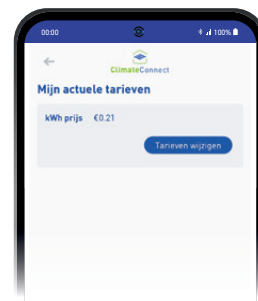 00:00
100%
ClimateConnect
Mijn actuele tarieven
kWh prijs €0.21
Tarieven wijzigen